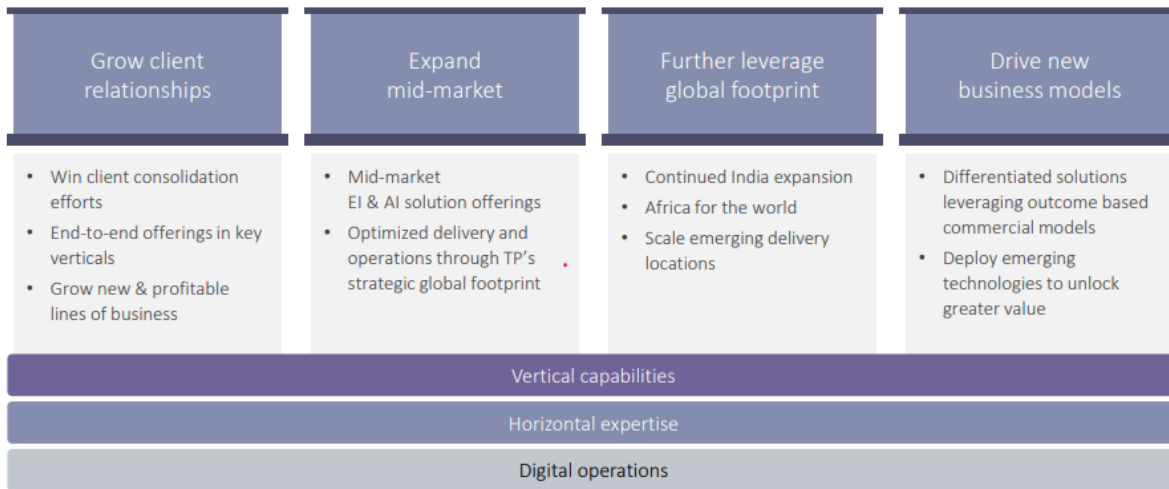 Grow client
relationships
Expand
mid-market
Further leverage
global footprint
Drive new
business models
• Win client consolidation
efforts
• End-to-end offerings in key
verticals
• Grow new & profitable
lines of business
• Mid-market
EI & AI solution offerings
• Optimized delivery and
operations through TP’s
strategic global footprint
• Continued India expansion
• Africa for the world
• Scale emerging delivery
locations
• Differentiated solutions
leveraging outcome based
commercial models
• Deploy emerging
technologies to unlock
greater value
Vertical capabilities
Horizontal expertise
Digital operations